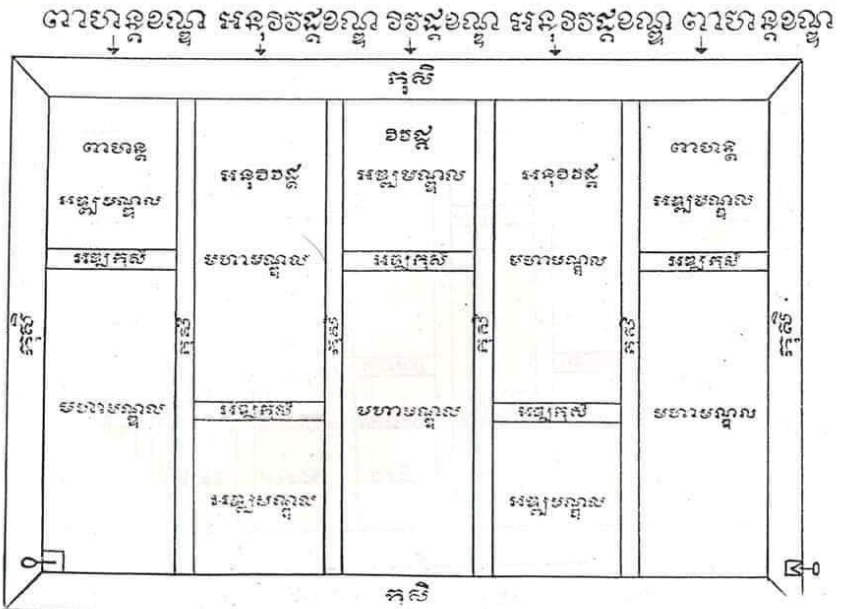 ពាហន្តខណ្ឌ អនុវិវដ្តខណ្ឌ វិវដ្តខណ្ឌ អនុវិវដ្តខណ្ឌ ពាហន្តខណ្ឌ
កុសិ
ពាហន្ត
អឌ្ឍមណ្ឌល
អឌ្ឍកុសិ
មហាមណ្ឌល
អនុវិវដ្ត
មហាមណ្ឌល
អឌ្ឍកុសិ
អឌ្ឍមណ្ឌល
វិវដ្ត
អឌ្ឍមណ្ឌល
អឌ្ឍកុសិ
មហាមណ្ឌល
អនុវិវដ្ត
មហាមណ្ឌល
អឌ្ឍកុសិ
អឌ្ឍមណ្ឌល
ពាហន្ត
អឌ្ឍមណ្ឌល
អឌ្ឍកុសិ
មហាមណ្ឌល
កុសិ
កុសិ
កុសិ
កុសិ
កុសិ
កុសិ
កុសិ